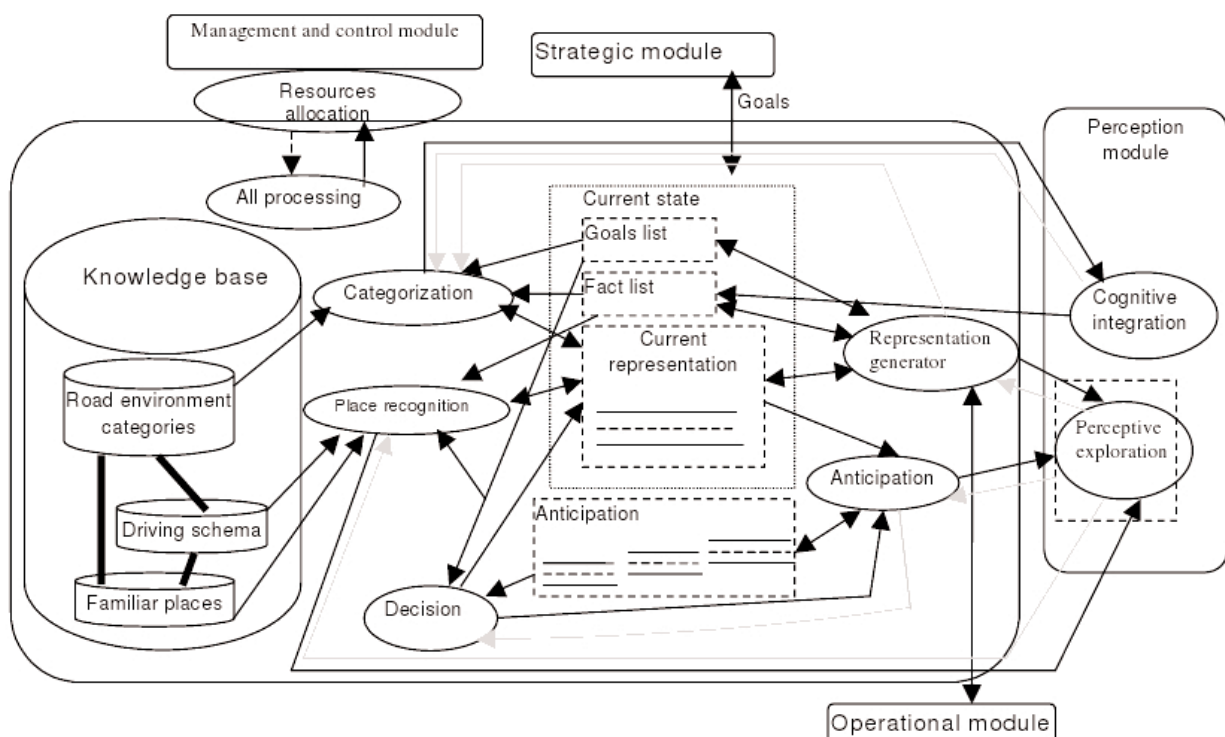 Management and control module
Strategic module
Resources
allocation
Goals
Perception
module
All processing
Current state
Goals list
Knowledge base
Categorization
Fact list
Cognitive
integration
Current
representation
Representation
generator
Road environment
categories
Place recognition
Perceptive
exploration
Anticipation
Driving schema
Anticipation
Familiar places
Decision
Operational module